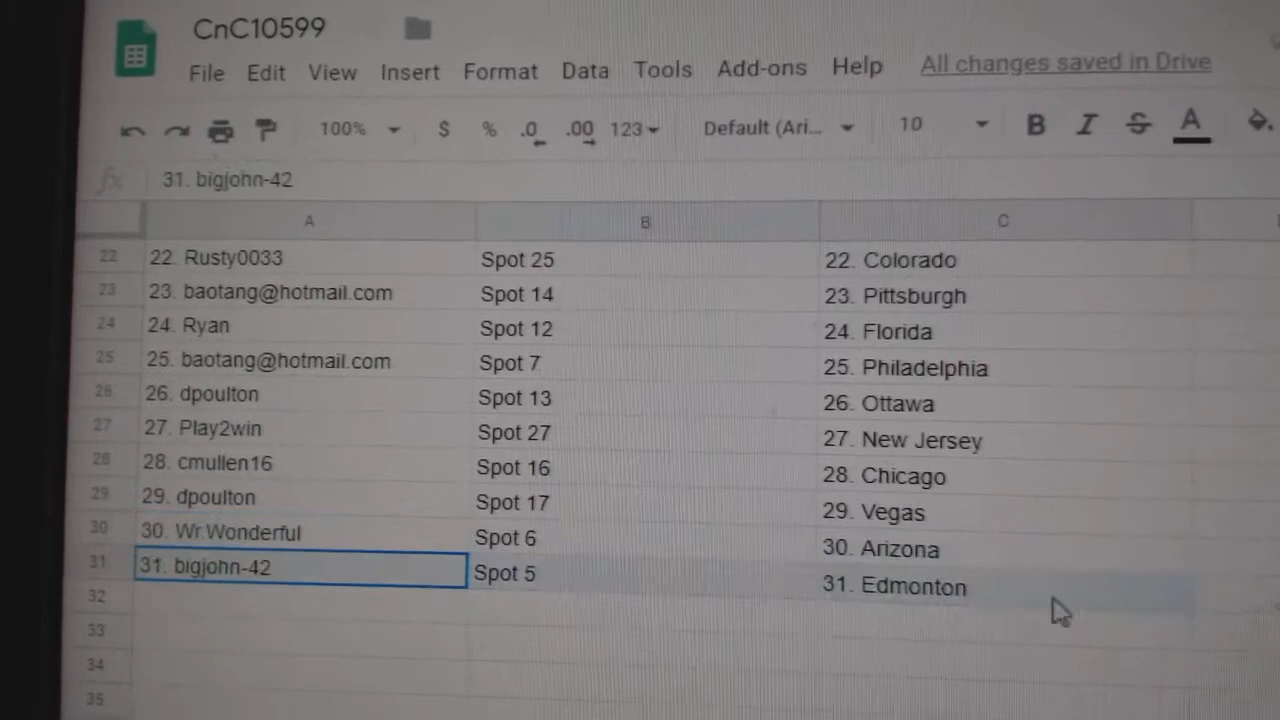 CnC10599
File Edit View Insert Format Data Tools Add-ons Help All changes saved in Drive
100% $ % .0 .00 123 Default (Ari... 10 B I S A
fx 31. bigjohn-42
A B C
22 22. Rusty0033 Spot 25 22. Colorado
23 23. baotang@hotmail.com Spot 14 23. Pittsburgh
24 24. Ryan Spot 12 24. Florida
25 25. baotang@hotmail.com Spot 7 25. Philadelphia
26 26. dpoulton Spot 13 26. Ottawa
27 27. Play2win Spot 27 27. New Jersey
28 28. cmullen16 Spot 16 28. Chicago
29 29. dpoulton Spot 17 29. Vegas
30 30. Wr.Wonderful Spot 6 30. Arizona
31 31. bigjohn-42 Spot 5 31. Edmonton
32
33
34
35